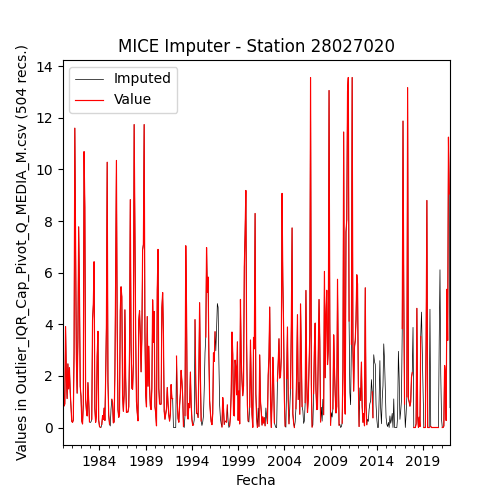 MICE Imputer - Station 28027020
Values in Outlier_IQR_Cap_Pivot_Q_MEDIA_M.csv (504 recs.)
14
12
10
8
6
4
2
0
Imputed
Value
1984 1989 1994 1999 2004 2009 2014 2019
Fecha